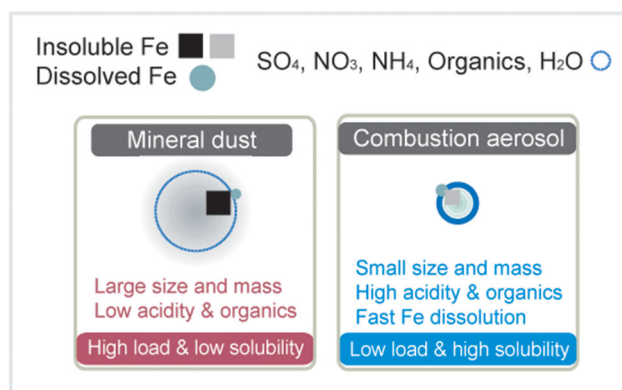 Insoluble Fe
Dissolved Fe
SO₄, NO₃, NH₄, Organics, H₂O
Mineral dust
Large size and mass
Low acidity & organics
High load & low solubility
Combustion aerosol
Small size and mass
High acidity & organics
Fast Fe dissolution
Low load & high solubility